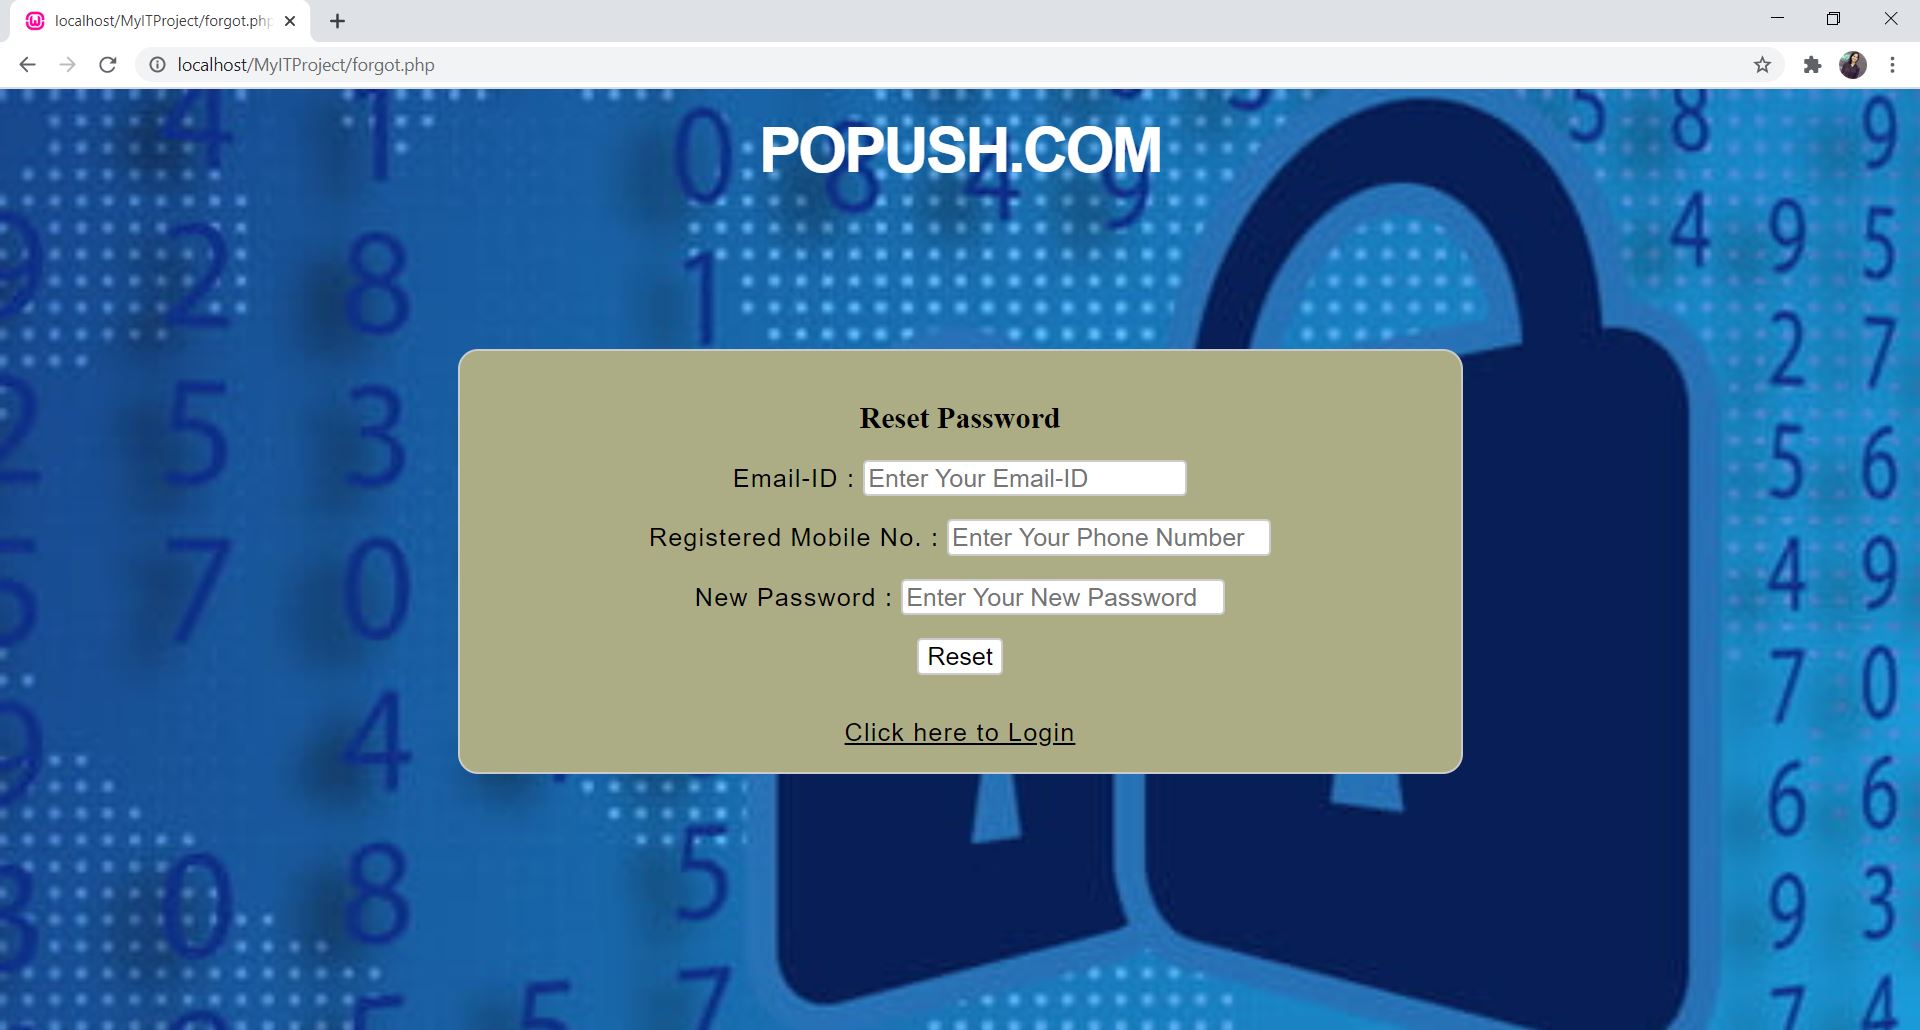 localhost/MyITProject/forgot.php
localhost/MyITProject/forgot.php
POPUSH.COM
Reset Password
Email-ID : Enter Your Email-ID
Registered Mobile No. : Enter Your Phone Number
New Password : Enter Your New Password
Reset
Click here to Login